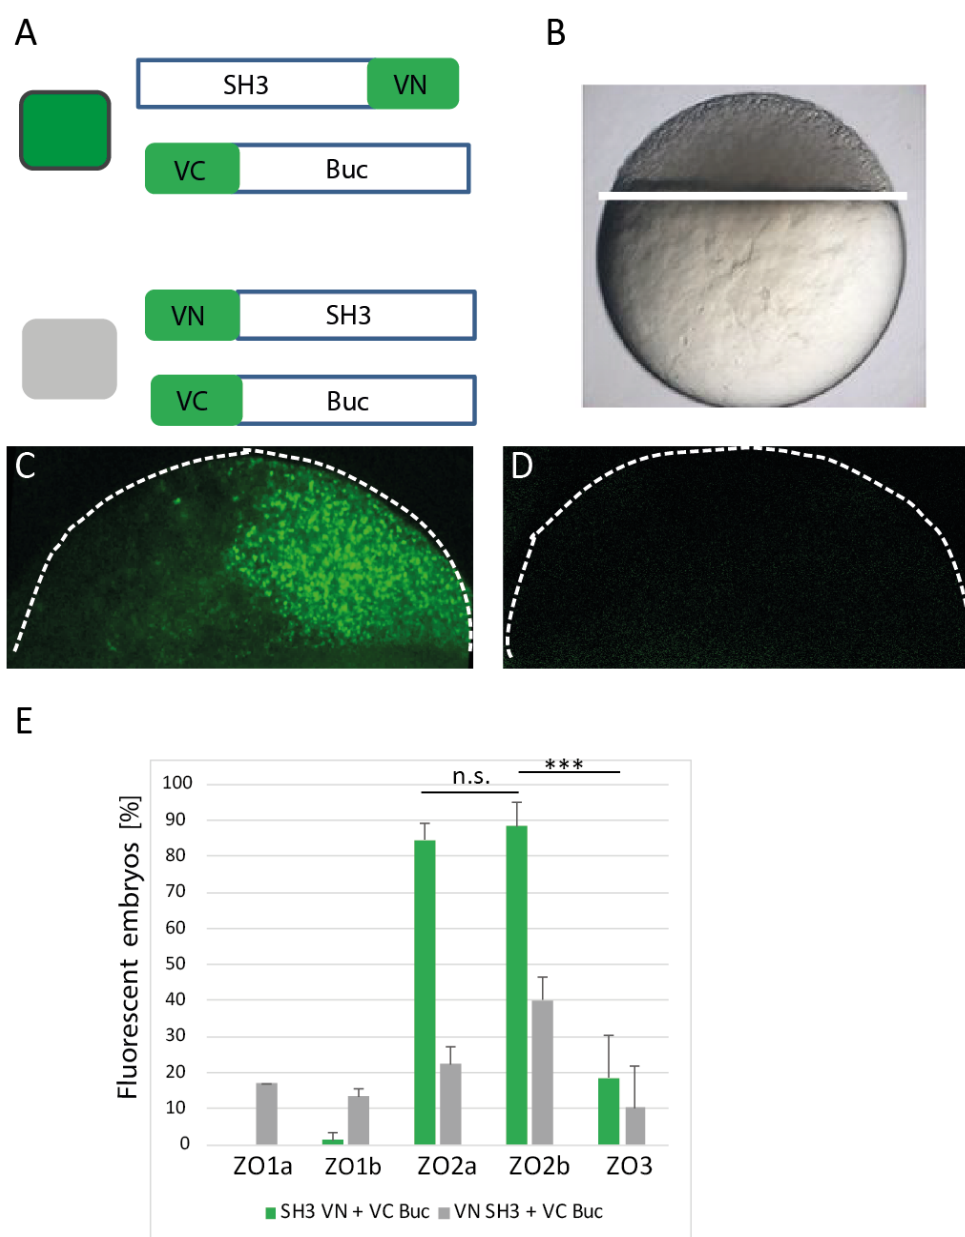 A
B
SH3 VN
VC Buc
VN SH3
VC Buc
C
D
E
Fluorescent embryos [%]
n.s.
***
100
90
80
70
60
50
40
30
20
10
0
ZO1a ZO1b ZO2a ZO2b ZO3
SH3 VN + VC Buc VN SH3 + VC Buc